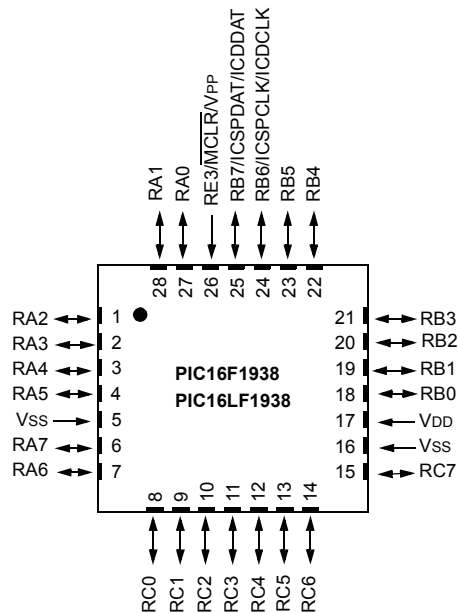 RA1
RA0
RE3/MCLR/VPP
RB7/ICSPDAT/ICDDAT
RB6/ICSPCLK/ICDCLK
RB5
RB4
28
27
26
25
24
23
22
RA2 1
RA3 2
RA4 3
RA5 4
VSS 5
RA7 6
RA6 7
PIC16F1938
PIC16LF1938
21 RB3
20 RB2
19 RB1
18 RB0
17 VDD
16 VSS
15 RC7
8
9
10
11
12
13
14
RC0
RC1
RC2
RC3
RC4
RC5
RC6